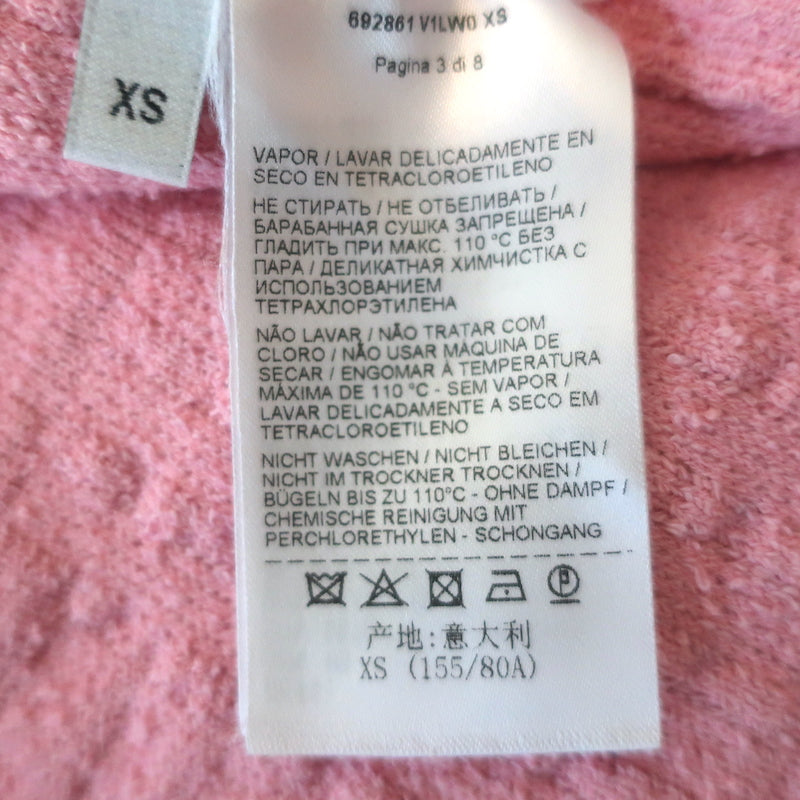 XS
692861 V1LW0 XS
Pagina 3 di 8
VAPOR / LAVAR DELICADAMENTE EN
SECO EN TETRACLOROETILENO
НЕ СТИРАТЬ / НЕ ОТБЕЛИВАТЬ /
БАРАБАННАЯ СУШКА ЗАПРЕЩЕНА /
ГЛАДИТЬ ПРИ МАКС. 110 °C БЕЗ
ПАРА / ДЕЛИКАТНАЯ ХИМЧИСТКА С
ИСПОЛЬЗОВАНИЕМ
ТЕТРАХЛОРЭТИЛЕНА
NÃO LAVAR / NÃO TRATAR COM
CLORO / NÃO USAR MÁQUINA DE
SECAR / ENGOMAR À TEMPERATURA
MÁXIMA DE 110 °C - SEM VAPOR /
LAVAR DELICADAMENTE A SECO EM
TETRACLOROETILENO
NICHT WASCHEN / NICHT BLEICHEN /
NICHT IM TROCKNER TROCKNEN /
BÜGELN BIS ZU 110°C - OHNE DAMPF /
CHEMISCHE REINIGUNG MIT
PERCHLORETHYLEN - SCHONGANG
P
产地:意大利
XS (155/80A)